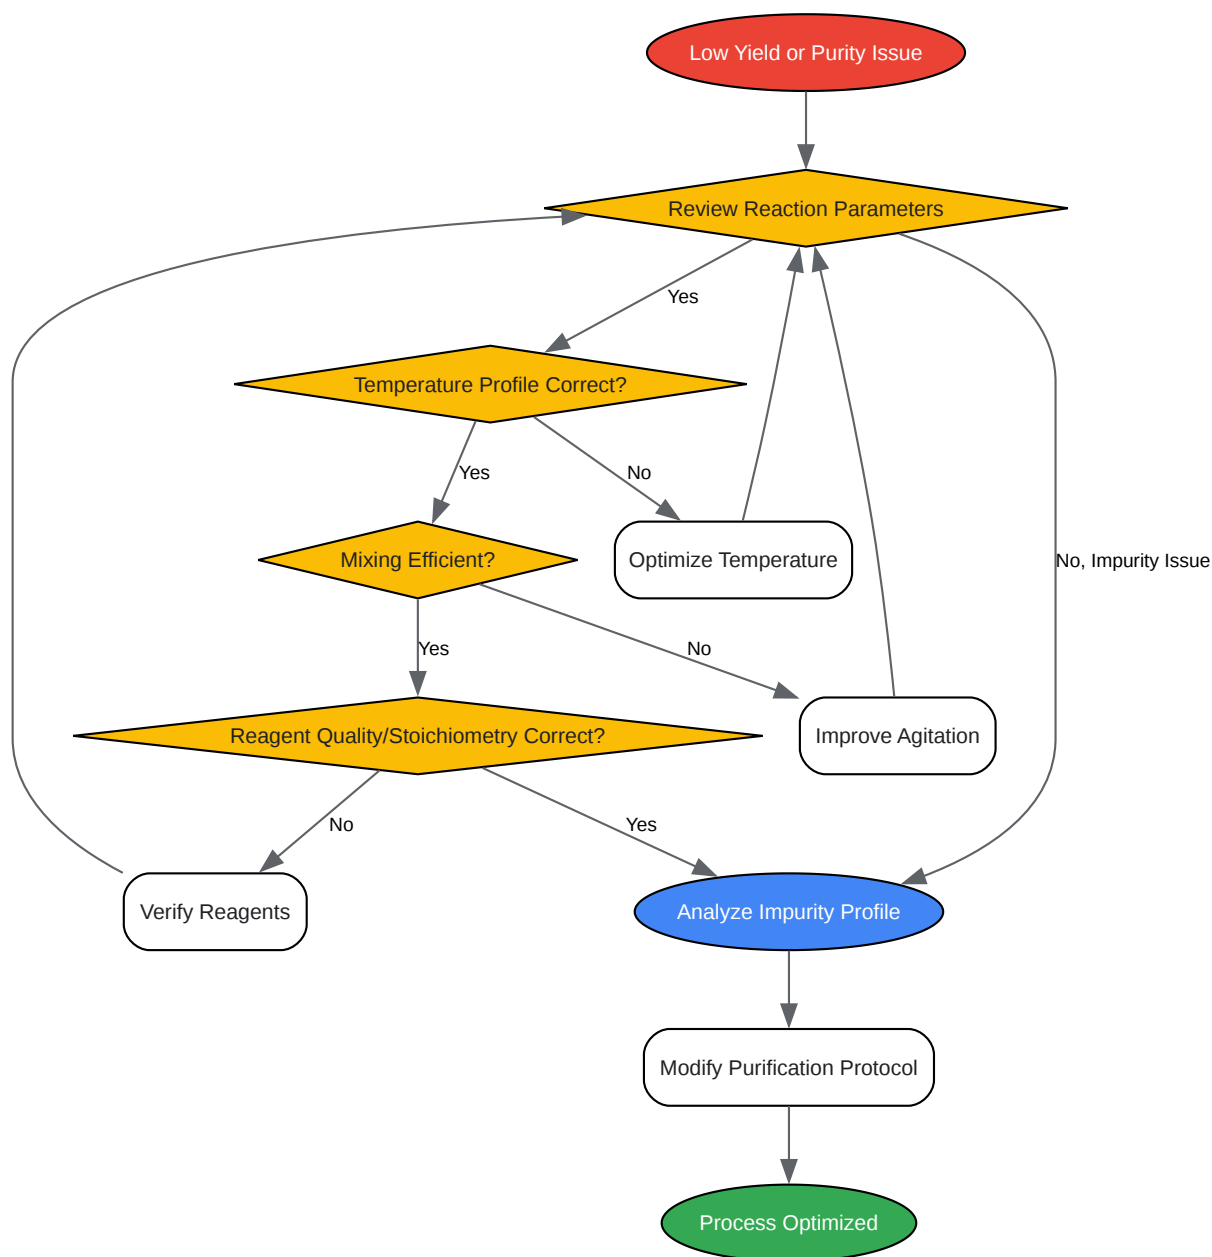 Low Yield or Purity Issue
Review Reaction Parameters
Yes
Temperature Profile Correct?
Yes
No
Mixing Efficient?
Optimize Temperature
No, Impurity Issue
Yes
No
Reagent Quality/Stoichiometry Correct?
Improve Agitation
No
Yes
Verify Reagents
Analyze Impurity Profile
Modify Purification Protocol
Process Optimized